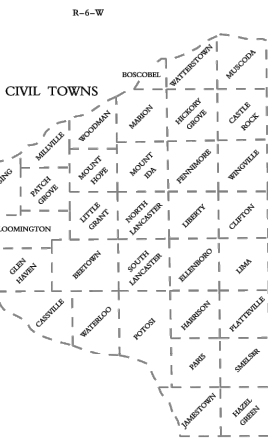 R-6-W
CIVIL TOWNS
BOSCOBEL
WATTERSTOWN
MUSCODA
WOODMAN
MARION
HICKORY
GROVE
CASTLE
ROCK
MILLVILLE
MOUNT
HOPE
MOUNT
IDA
FENNIMORE
WINGVILLE
ING
PATCH
GROVE
LITTLE
GRANT
NORTH
LANCASTER
LIBERTY
CLIFTON
LOOMINGTON
GLEN
HAVEN
BEETOWN
SOUTH
LANCASTER
ELLENBORO
LIMA
CASSVILLE
WATERLOO
POTOSI
HARRISON
PLATTEVILLE
PARIS
SMELSER
JAMESTOWN
HAZEL
GREEN